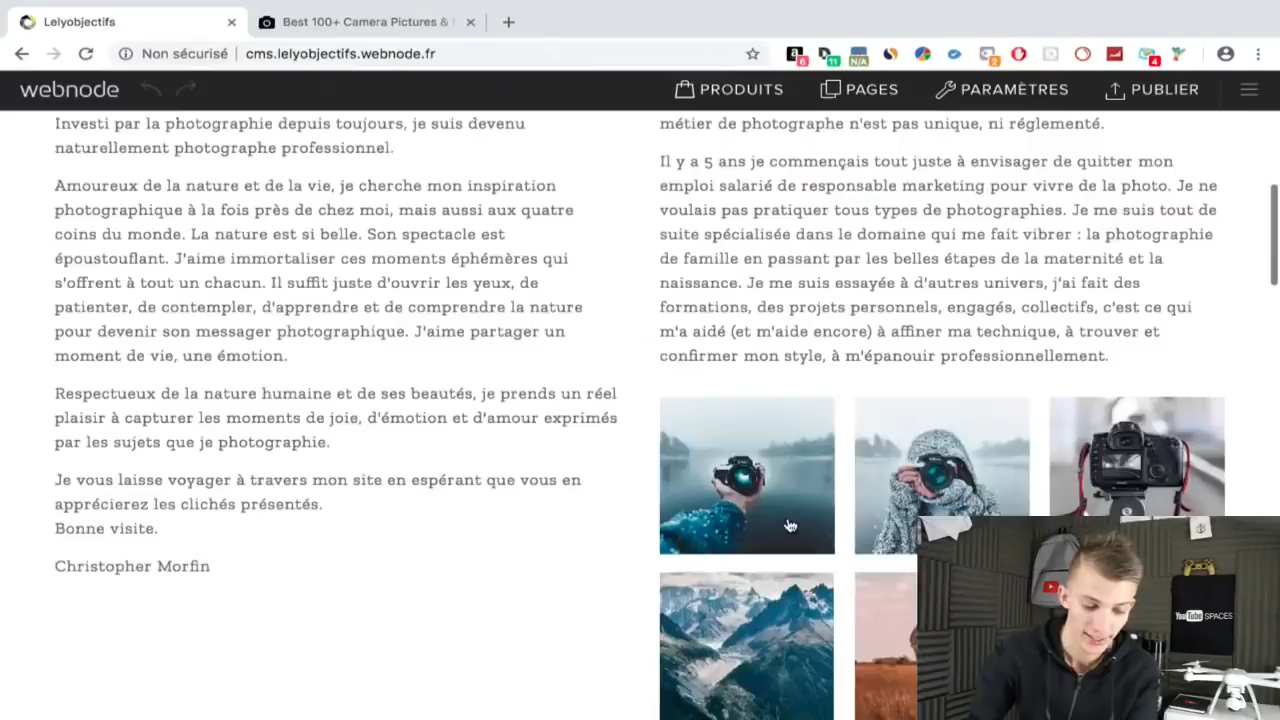 Lelyobjectifs
Best 100+ Camera Pictures &
Non sécurisé
cms.lelyobjectifs.webnode.fr
6
11
N/A
2
4
webnode
PRODUITS
PAGES
PARAMÈTRES
PUBLIER
Investi par la photographie depuis toujours, je suis devenu
naturellement photographe professionnel.
Amoureux de la nature et de la vie, je cherche mon inspiration
photographique à la fois près de chez moi, mais aussi aux quatre
coins du monde. La nature est si belle. Son spectacle est
époustouflant. J'aime immortaliser ces moments éphémères qui
s'offrent à tout un chacun. Il suffit juste d'ouvrir les yeux, de
patienter, de contempler, d'apprendre et de comprendre la nature
pour devenir son messager photographique. J'aime partager un
moment de vie, une émotion.
Respectueux de la nature humaine et de ses beautés, je prends un réel
plaisir à capturer les moments de joie, d'émotion et d'amour exprimés
par les sujets que je photographie.
Je vous laisse voyager à travers mon site en espérant que vous en
apprécierez les clichés présentés.
Bonne visite.
Christopher Morfin
métier de photographe n'est pas unique, ni réglementé.
Il y a 5 ans je commençais tout juste à envisager de quitter mon
emploi salarié de responsable marketing pour vivre de la photo. Je ne
voulais pas pratiquer tous types de photographies. Je me suis tout de
suite spécialisée dans le domaine qui me fait vibrer : la photographie
de famille en passant par les belles étapes de la maternité et la
naissance. Je me suis essayée à d'autres univers, j'ai fait des
formations, des projets personnels, engagés, collectifs, c'est ce qui
m'a aidé (et m'aide encore) à affiner ma technique, à trouver et
confirmer mon style, à m'épanouir professionnellement.
YouTube SPACES